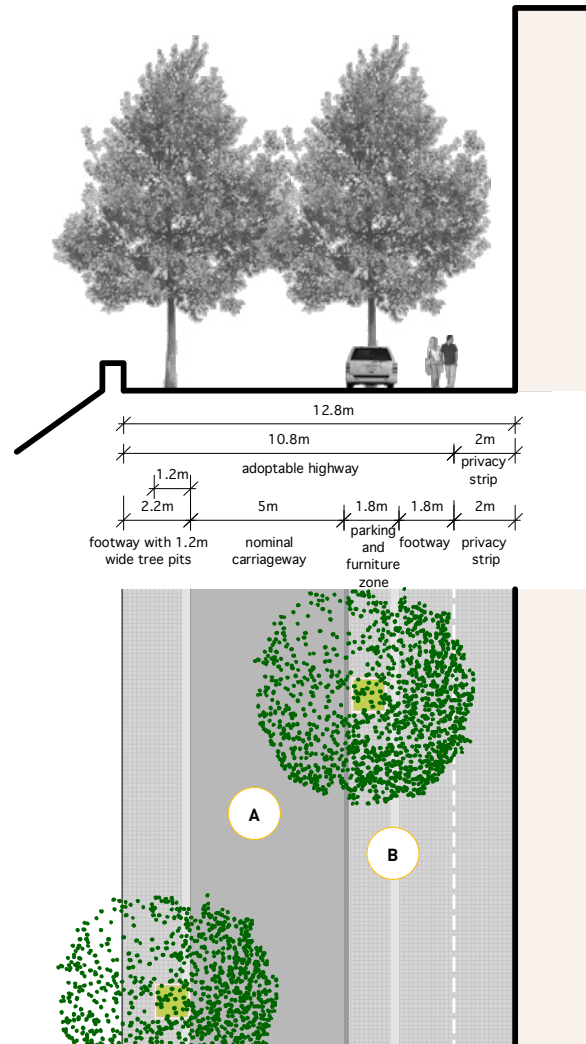 12.8m
10.8m
2m
adoptable highway
privacy
strip
1.2m
2.2m
5m
1.8m
1.8m
2m
footway with 1.2m
wide tree pits
nominal
carriageway
parking
and
furniture
zone
footway
privacy
strip
A
B